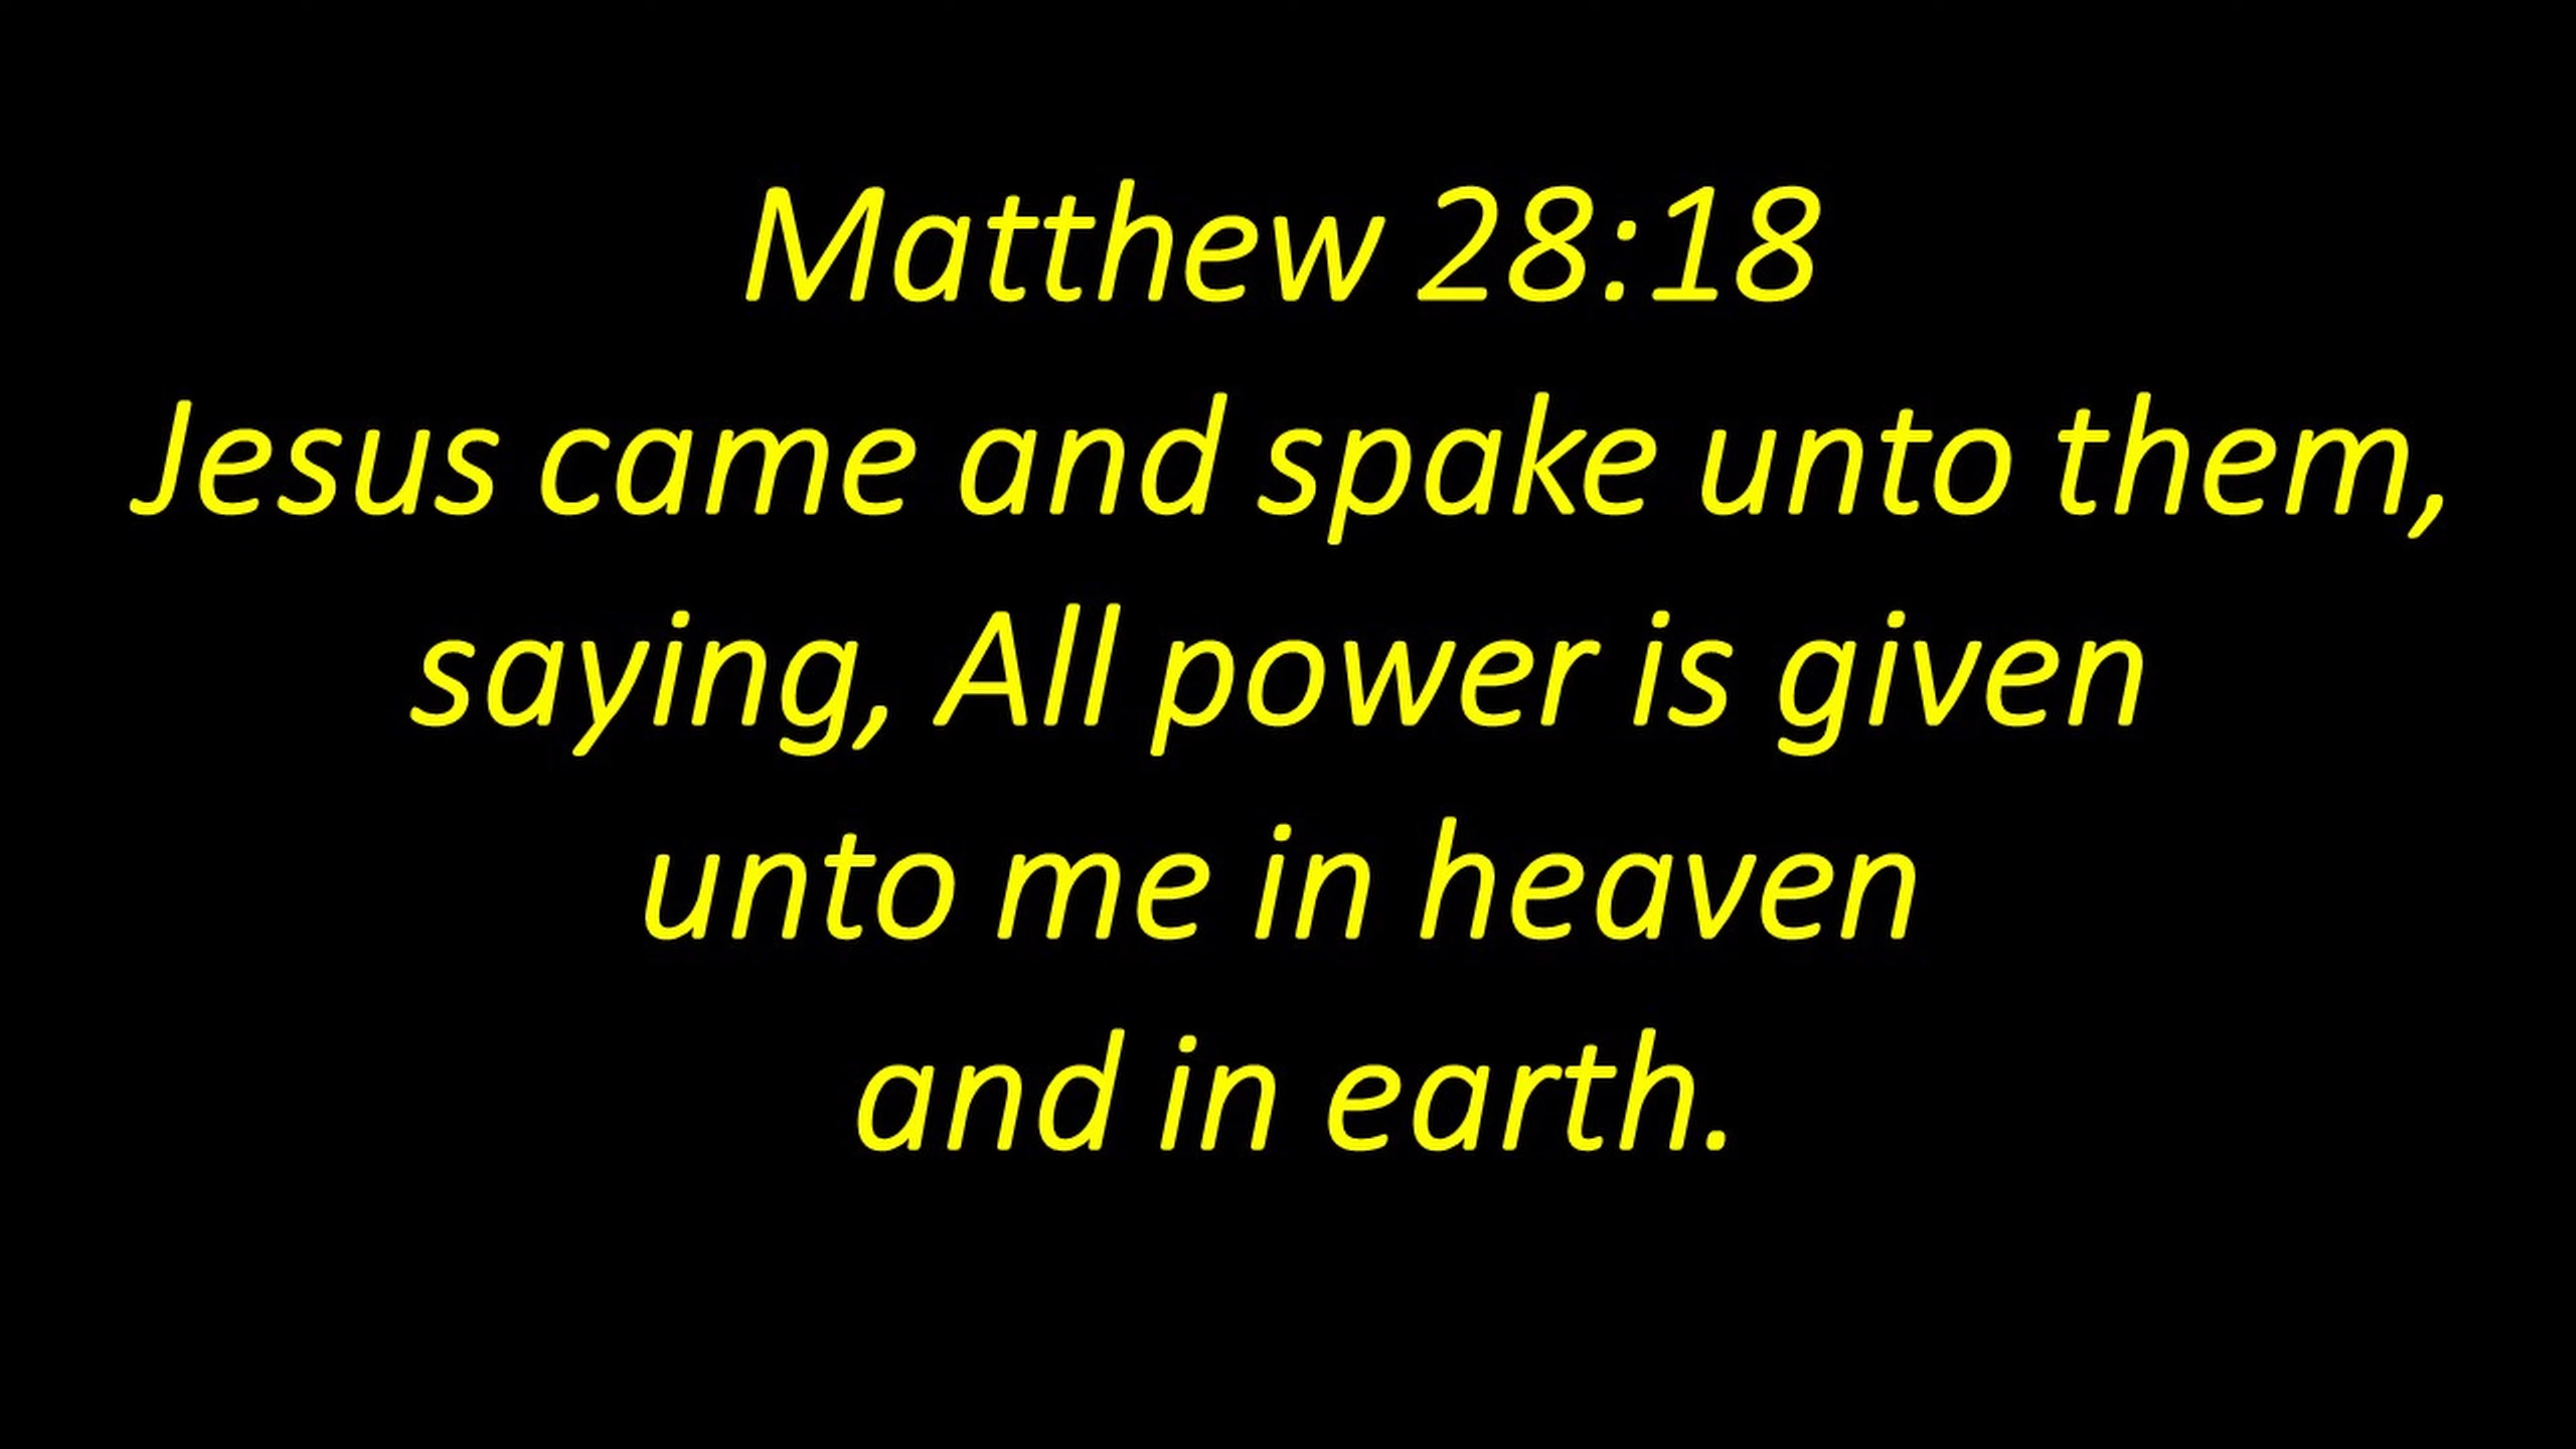 Matthew 28:18
Jesus came and spake unto them,
saying, All power is given
unto me in heaven
and in earth.